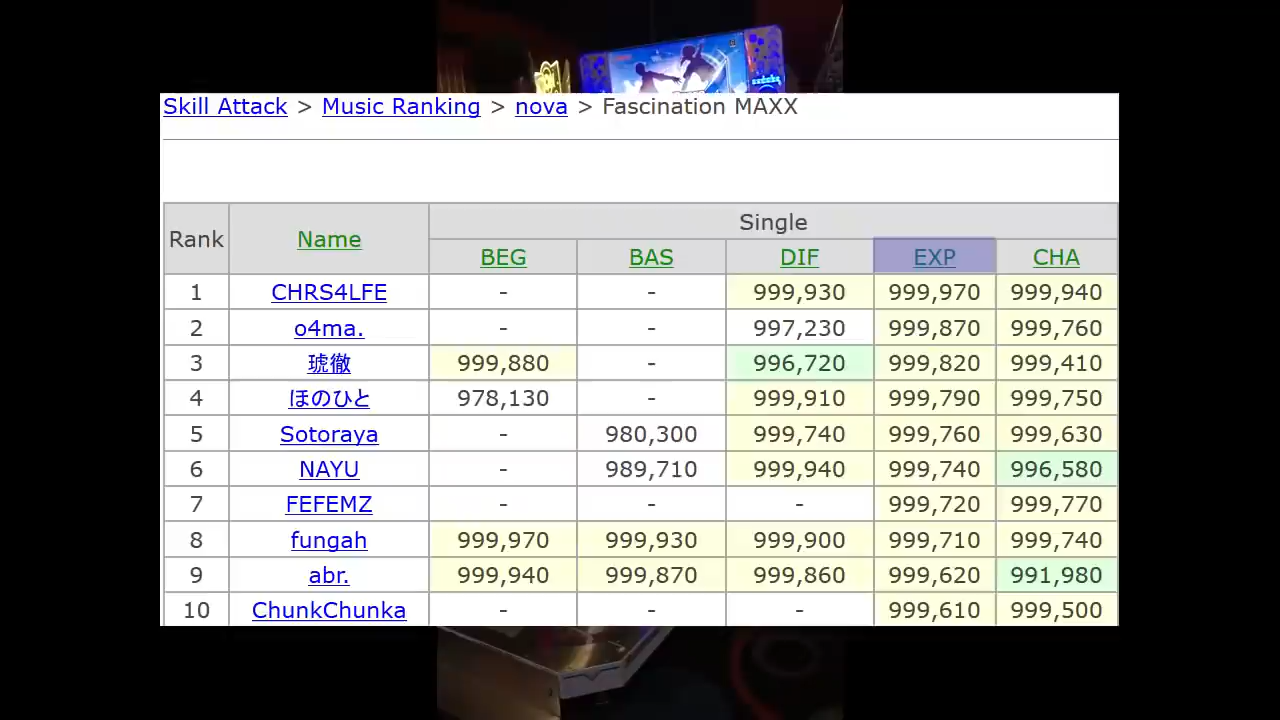 Skill Attack > Music Ranking > nova > Fascination MAXX
Rank Name Single
BEG BAS DIF EXP CHA
1 CHRS4LFE - - 999,930 999,970 999,940
2 o4ma. - - 997,230 999,870 999,760
3 琥徹 999,880 - 996,720 999,820 999,410
4 ほのひと 978,130 - 999,910 999,790 999,750
5 Sotoraya - 980,300 999,740 999,760 999,630
6 NAYU - 989,710 999,940 999,740 996,580
7 FEFEMZ - - - 999,720 999,770
8 fungah 999,970 999,930 999,900 999,710 999,740
9 abr. 999,940 999,870 999,860 999,620 991,980
10 ChunkChunka - - - 999,610 999,500